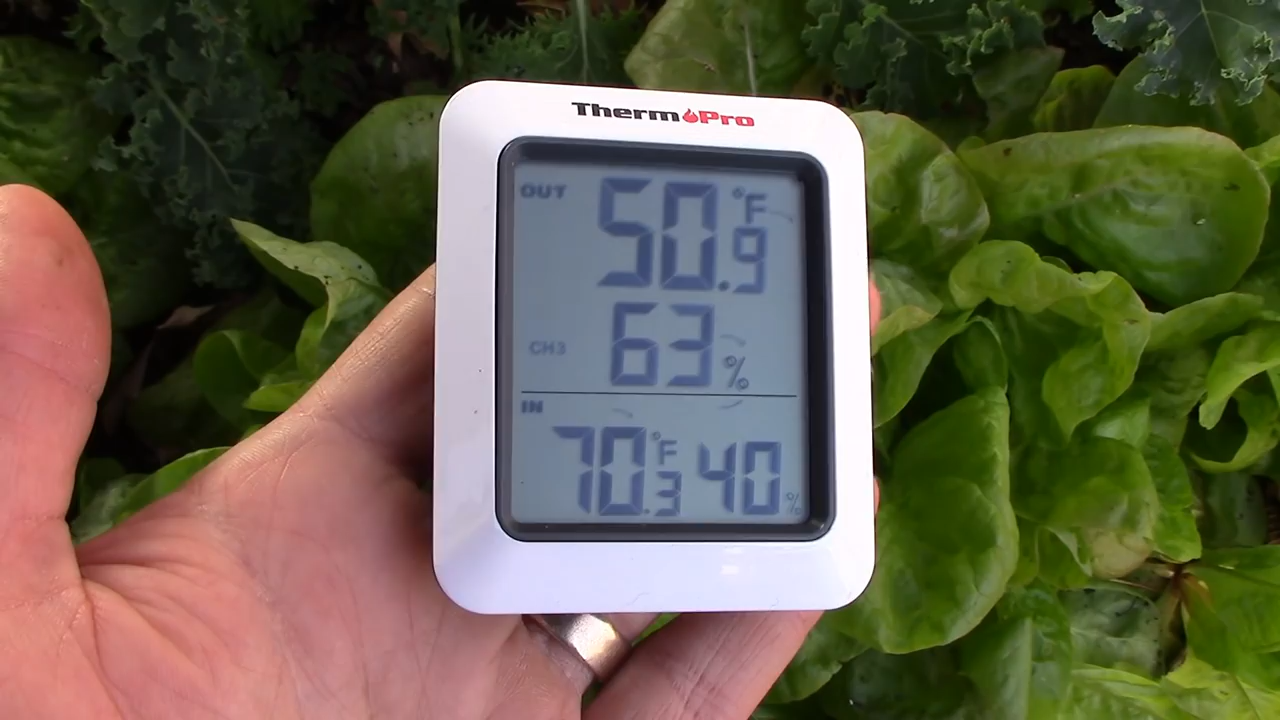 ThermoPro
OUT 50.9 °F
CH3 63 %
IN
70.3 °F 40 %